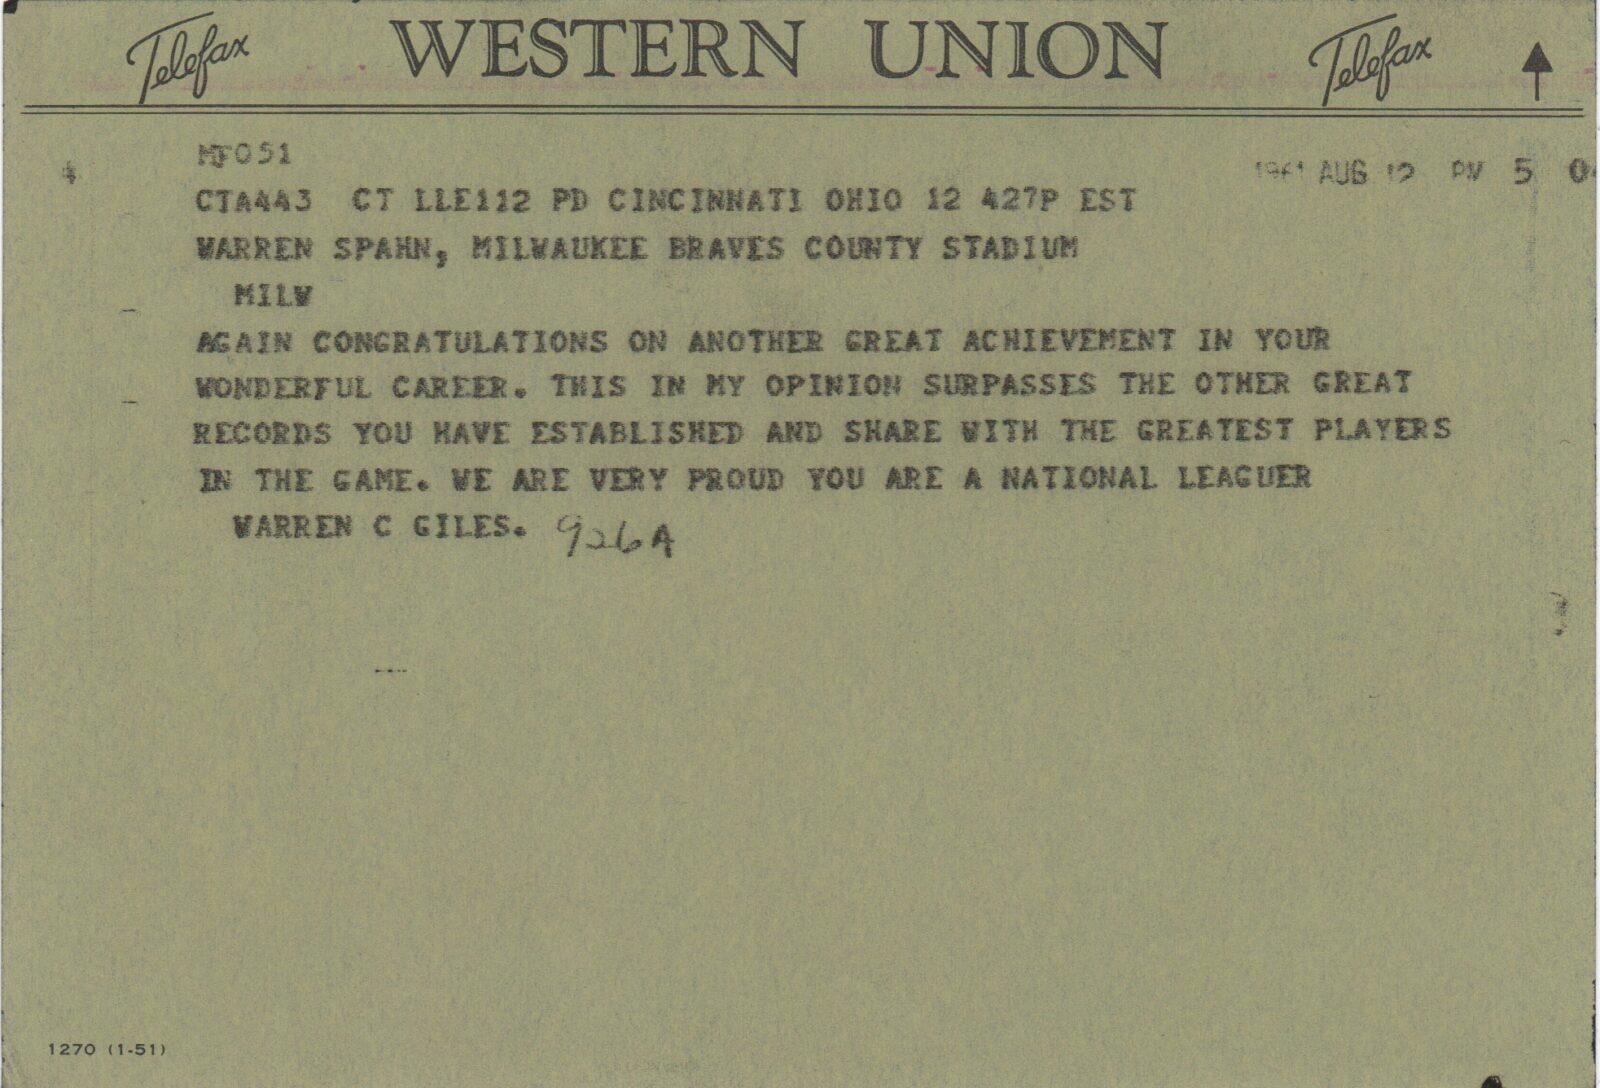 Telefax WESTERN UNION Telefax
MF051
1961 AUG 12 PM 5 04
CTA443 CT LLE112 PD CINCINNATI OHIO 12 427P EST
WARREN SPAHN, MILWAUKEE BRAVES COUNTY STADIUM
MILW
AGAIN CONGRATULATIONS ON ANOTHER GREAT ACHIEVEMENT IN YOUR
WONDERFUL CAREER. THIS IN MY OPINION SURPASSES THE OTHER GREAT
RECORDS YOU HAVE ESTABLISHED AND SHARE WITH THE GREATEST PLAYERS
IN THE GAME. WE ARE VERY PROUD YOU ARE A NATIONAL LEAGUER
WARREN C GILES. 926A
1270 (1-51)